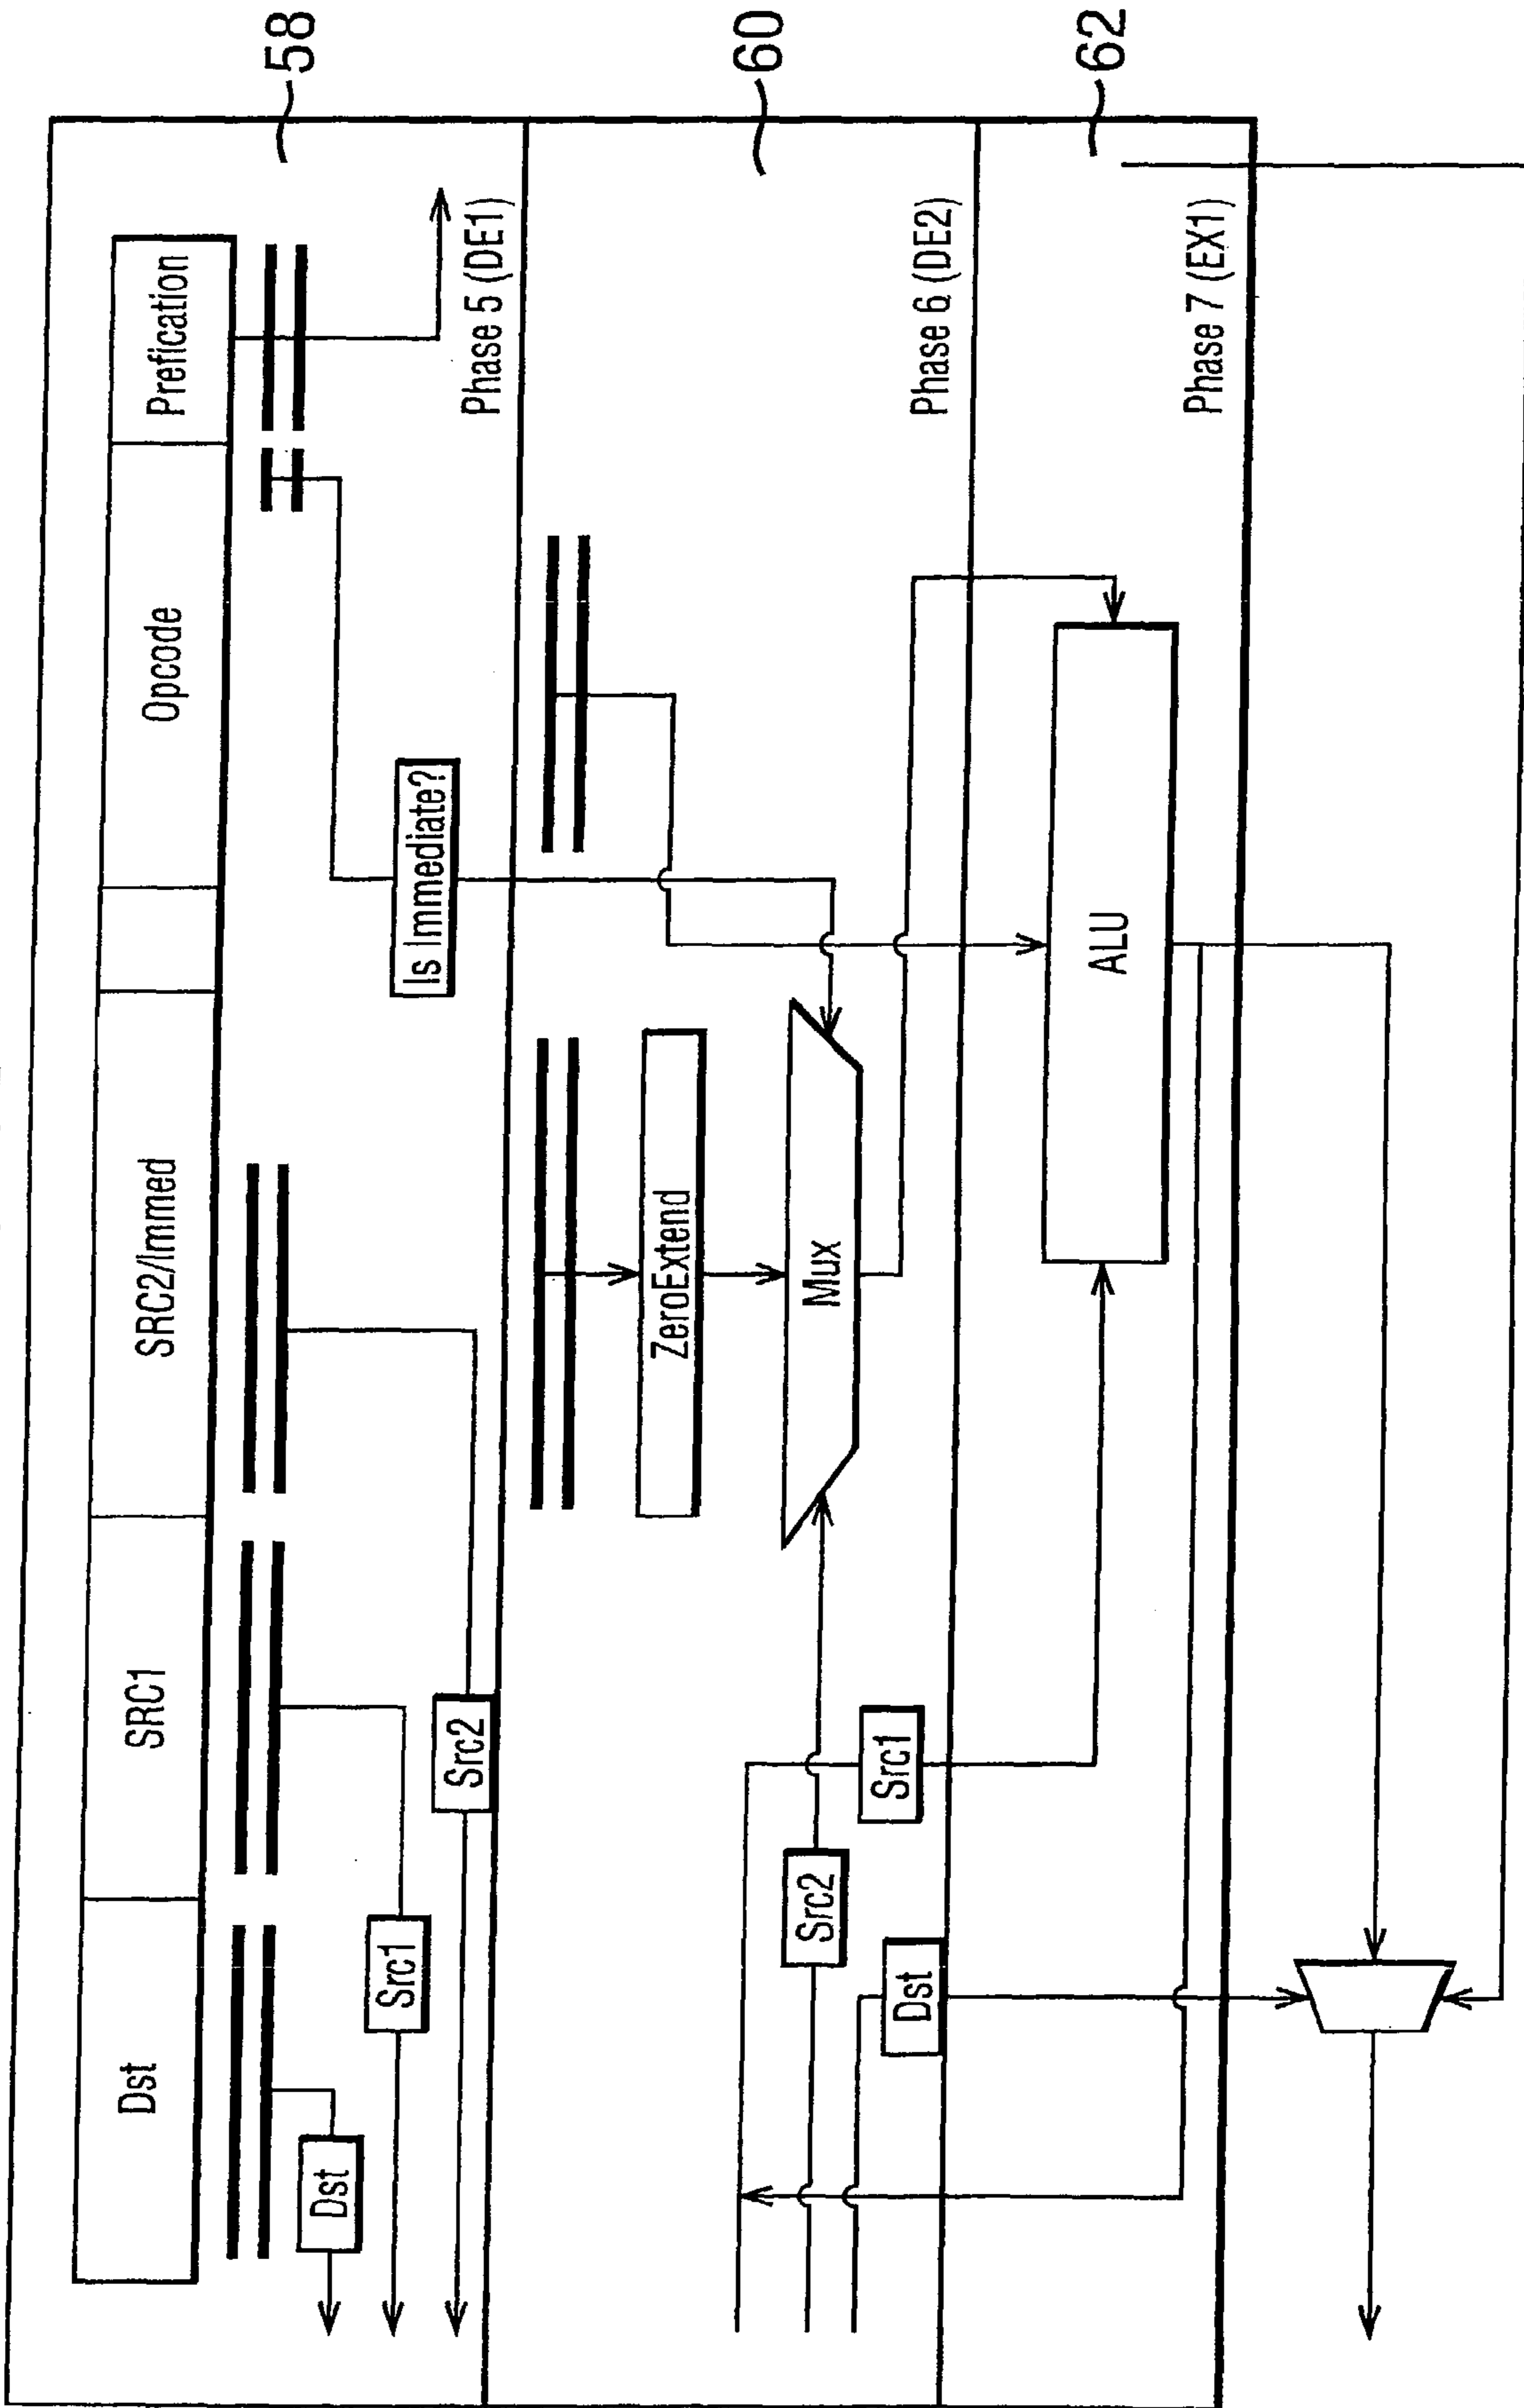 Dst
SRC1
SRC2/Immed
Opcode
Prefication
58
Dst
Src1
Src2
Is Immediate?
Phase 5 (DE1)
60
ZeroExtend
Mux
Src2
Src1
Dst
Phase 6 (DE2)
62
ALU
Phase 7 (EX1)